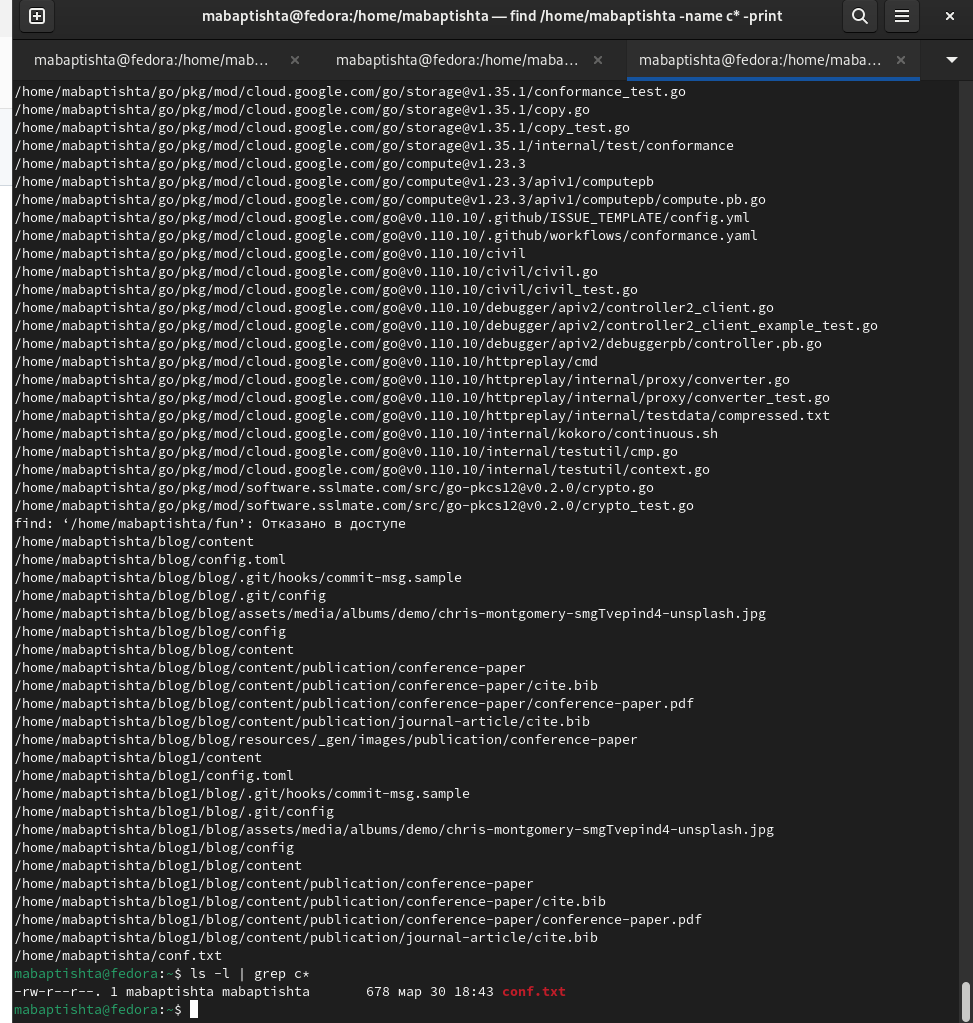 mabaptishta@fedora:/home/mabaptishta — find /home/mabaptishta -name c* -print
mabaptishta@fedora:/home/mab... × mabaptishta@fedora:/home/maba... × mabaptishta@fedora:/home/maba... ×
/home/mabaptishta/go/pkg/mod/cloud.google.com/go/storage@v1.35.1/conformance_test.go
/home/mabaptishta/go/pkg/mod/cloud.google.com/go/storage@v1.35.1/copy.go
/home/mabaptishta/go/pkg/mod/cloud.google.com/go/storage@v1.35.1/copy_test.go
/home/mabaptishta/go/pkg/mod/cloud.google.com/go/storage@v1.35.1/internal/test/conformance
/home/mabaptishta/go/pkg/mod/cloud.google.com/go/compute@v1.23.3
/home/mabaptishta/go/pkg/mod/cloud.google.com/go/compute@v1.23.3/apiv1/computepb
/home/mabaptishta/go/pkg/mod/cloud.google.com/go/compute@v1.23.3/apiv1/computepb/compute.pb.go
/home/mabaptishta/go/pkg/mod/cloud.google.com/go@v0.110.10/.github/ISSUE_TEMPLATE/config.yml
/home/mabaptishta/go/pkg/mod/cloud.google.com/go@v0.110.10/.github/workflows/conformance.yaml
/home/mabaptishta/go/pkg/mod/cloud.google.com/go@v0.110.10/civil
/home/mabaptishta/go/pkg/mod/cloud.google.com/go@v0.110.10/civil/civil.go
/home/mabaptishta/go/pkg/mod/cloud.google.com/go@v0.110.10/civil/civil_test.go
/home/mabaptishta/go/pkg/mod/cloud.google.com/go@v0.110.10/debugger/apiv2/controller2_client.go
/home/mabaptishta/go/pkg/mod/cloud.google.com/go@v0.110.10/debugger/apiv2/controller2_client_example_test.go
/home/mabaptishta/go/pkg/mod/cloud.google.com/go@v0.110.10/debugger/apiv2/debuggerpb/controller.pb.go
/home/mabaptishta/go/pkg/mod/cloud.google.com/go@v0.110.10/httpreplay/cmd
/home/mabaptishta/go/pkg/mod/cloud.google.com/go@v0.110.10/httpreplay/internal/proxy/converter.go
/home/mabaptishta/go/pkg/mod/cloud.google.com/go@v0.110.10/httpreplay/internal/proxy/converter_test.go
/home/mabaptishta/go/pkg/mod/cloud.google.com/go@v0.110.10/httpreplay/internal/testdata/compressed.txt
/home/mabaptishta/go/pkg/mod/cloud.google.com/go@v0.110.10/internal/kokoro/continuous.sh
/home/mabaptishta/go/pkg/mod/cloud.google.com/go@v0.110.10/internal/testutil/cmp.go
/home/mabaptishta/go/pkg/mod/cloud.google.com/go@v0.110.10/internal/testutil/context.go
/home/mabaptishta/go/pkg/mod/software.sslmate.com/src/go-pkcs12@v0.2.0/crypto.go
/home/mabaptishta/go/pkg/mod/software.sslmate.com/src/go-pkcs12@v0.2.0/crypto_test.go
find: ‘/home/mabaptishta/fun’: Отказано в доступе
/home/mabaptishta/blog/content
/home/mabaptishta/blog/config.toml
/home/mabaptishta/blog/blog/.git/hooks/commit-msg.sample
/home/mabaptishta/blog/blog/.git/config
/home/mabaptishta/blog/blog/assets/media/albums/demo/chris-montgomery-smgTvepind4-unsplash.jpg
/home/mabaptishta/blog/blog/config
/home/mabaptishta/blog/blog/content
/home/mabaptishta/blog/blog/content/publication/conference-paper
/home/mabaptishta/blog/blog/content/publication/conference-paper/cite.bib
/home/mabaptishta/blog/blog/content/publication/conference-paper/conference-paper.pdf
/home/mabaptishta/blog/blog/content/publication/journal-article/cite.bib
/home/mabaptishta/blog/blog/resources/_gen/images/publication/conference-paper
/home/mabaptishta/blog1/content
/home/mabaptishta/blog1/config.toml
/home/mabaptishta/blog1/blog/.git/hooks/commit-msg.sample
/home/mabaptishta/blog1/blog/.git/config
/home/mabaptishta/blog1/blog/assets/media/albums/demo/chris-montgomery-smgTvepind4-unsplash.jpg
/home/mabaptishta/blog1/blog/config
/home/mabaptishta/blog1/blog/content
/home/mabaptishta/blog1/blog/content/publication/conference-paper
/home/mabaptishta/blog1/blog/content/publication/conference-paper/cite.bib
/home/mabaptishta/blog1/blog/content/publication/conference-paper/conference-paper.pdf
/home/mabaptishta/blog1/blog/content/publication/journal-article/cite.bib
/home/mabaptishta/conf.txt
mabaptishta@fedora:~$ ls -l | grep c*
-rw-r--r--. 1 mabaptishta mabaptishta       678 мар 30 18:43 conf.txt
mabaptishta@fedora:~$